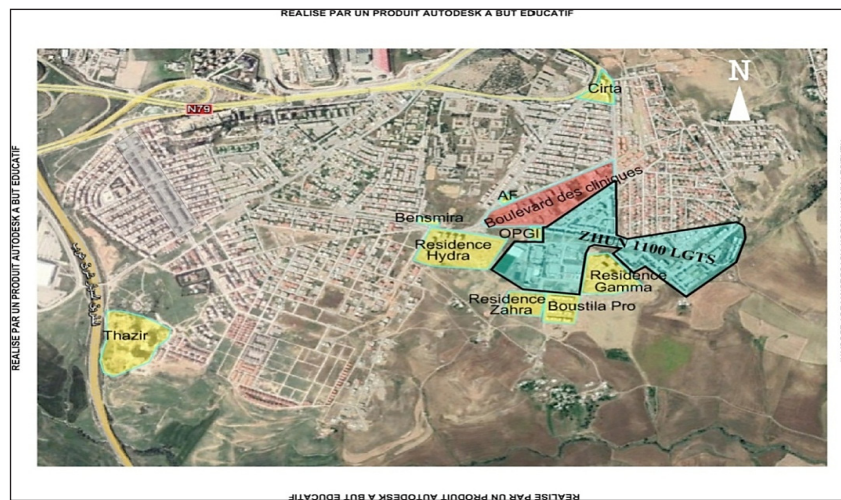 REALISE PAR UN PRODUIT AUTODESK A BUT EDUCATIF
N
Cirta
N79
AF
Boulevard des cliniques
Bensmira
OPGI
ZHUN 1100 LGTS
Residence
Hydra
Residence
Gamma
Residence
Zahra
Boustila Pro
Thazir
REALISE PAR UN PRODUIT AUTODESK A BUT EDUCATIF
REALISE PAR UN PRODUIT AUTODESK A BUT EDUCATIF